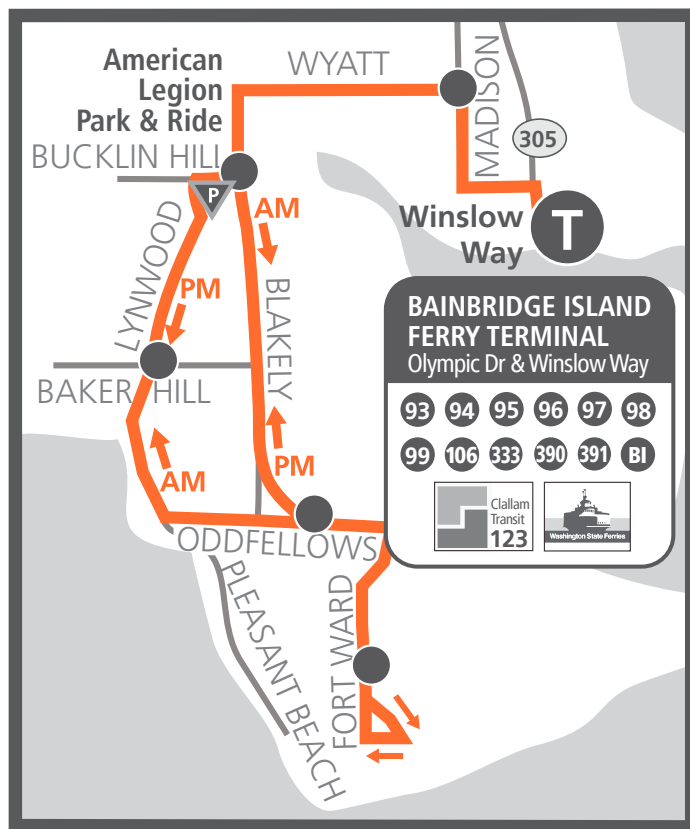 American
Legion
Park & Ride
WYATT
MADISON
305
BUCKLIN HILL
P
AM
Winslow
Way
T
LYNWOOD
PM
BLAKELY
BAINBRIDGE ISLAND
FERRY TERMINAL
Olympic Dr & Winslow Way
93 94 95 96 97 98
99 106 333 390 391 BI
Clallam
Transit
123
Washington State Ferries
BAKER HILL
AM
PM
ODDFELLOWS
PLEASANT BEACH
FORT WARD